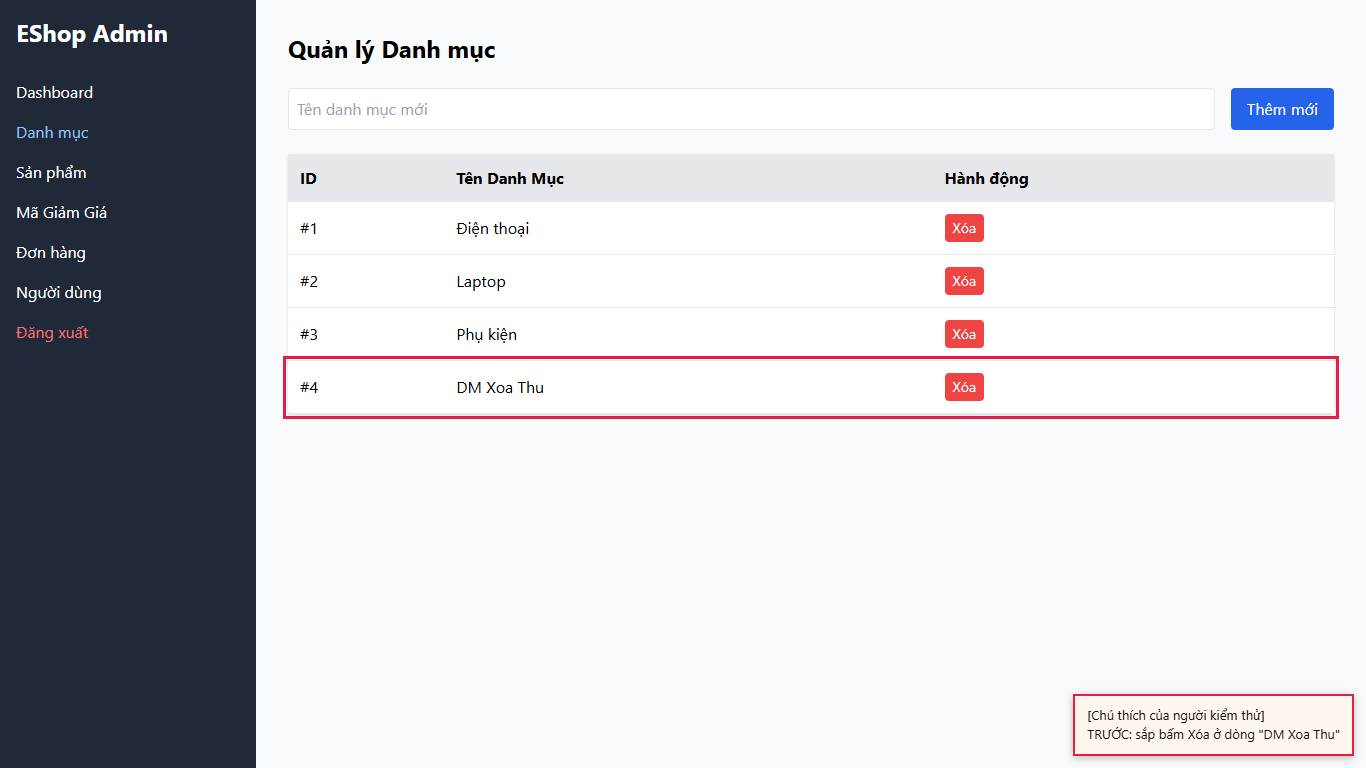 EShop Admin
Dashboard
Danh mục
Sản phẩm
Mã Giảm Giá
Đơn hàng
Người dùng
Đăng xuất
Quản lý Danh mục
Tên danh mục mới
Thêm mới
ID Tên Danh Mục Hành động
#1 Điện thoại Xóa
#2 Laptop Xóa
#3 Phụ kiện Xóa
#4 DM Xoa Thu Xóa
[Chú thích của người kiểm thử]
TRƯỚC: sắp bấm Xóa ở dòng "DM Xoa Thu"